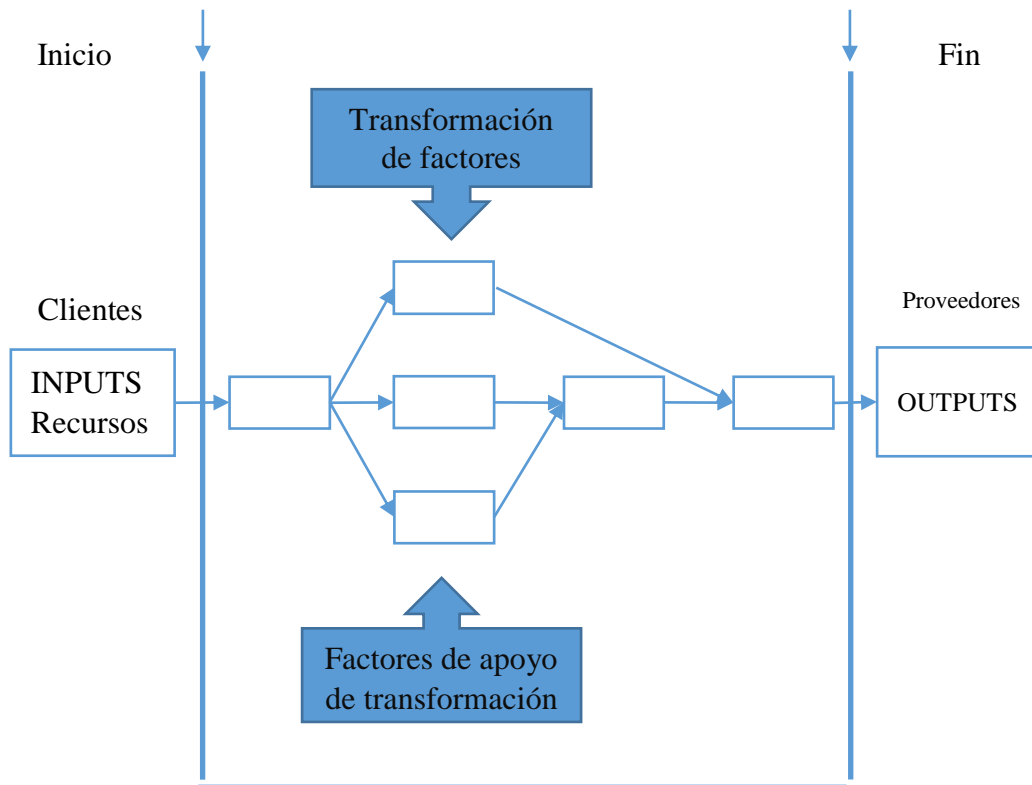 Inicio
Fin
Transformación
de factores
Clientes
Proveedores
INPUTS
Recursos
OUTPUTS
Factores de apoyo
de transformación